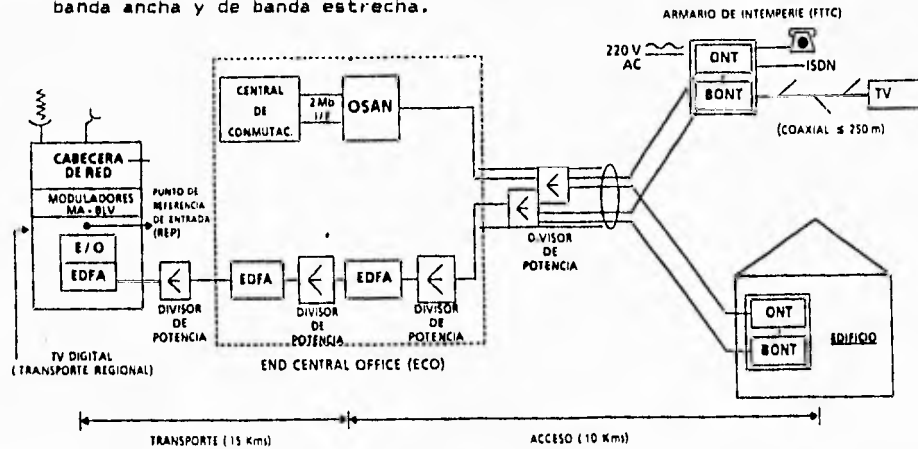 banda ancha y de banda estrecha.
ARMARIO DE INTEMPERIE (FTTC)
220 V
AC
ONT
BONT
ISDN
TV
(COAXIAL ≤ 250 m)
CENTRAL
DE
CONMUTAC.
2Mb
I/F
OSAN
CABECERA
DE RED
MODULADORES
MA - BLV
PUNTO DE
REFERENCIA
DE ENTRADA
(REP)
E/O
EDFA
DIVISOR
DE
POTENCIA
EDFA
DIVISOR
DE
POTENCIA
EDFA
DIVISOR
DE
POTENCIA
DIVISOR
DE
POTENCIA
ONT
BONT
EDIFICIO
TV DIGITAL
(TRANSPORTE REGIONAL)
END CENTRAL OFFICE (ECO)
TRANSPORTE (15 Kms)
ACCESO (10 Kms)